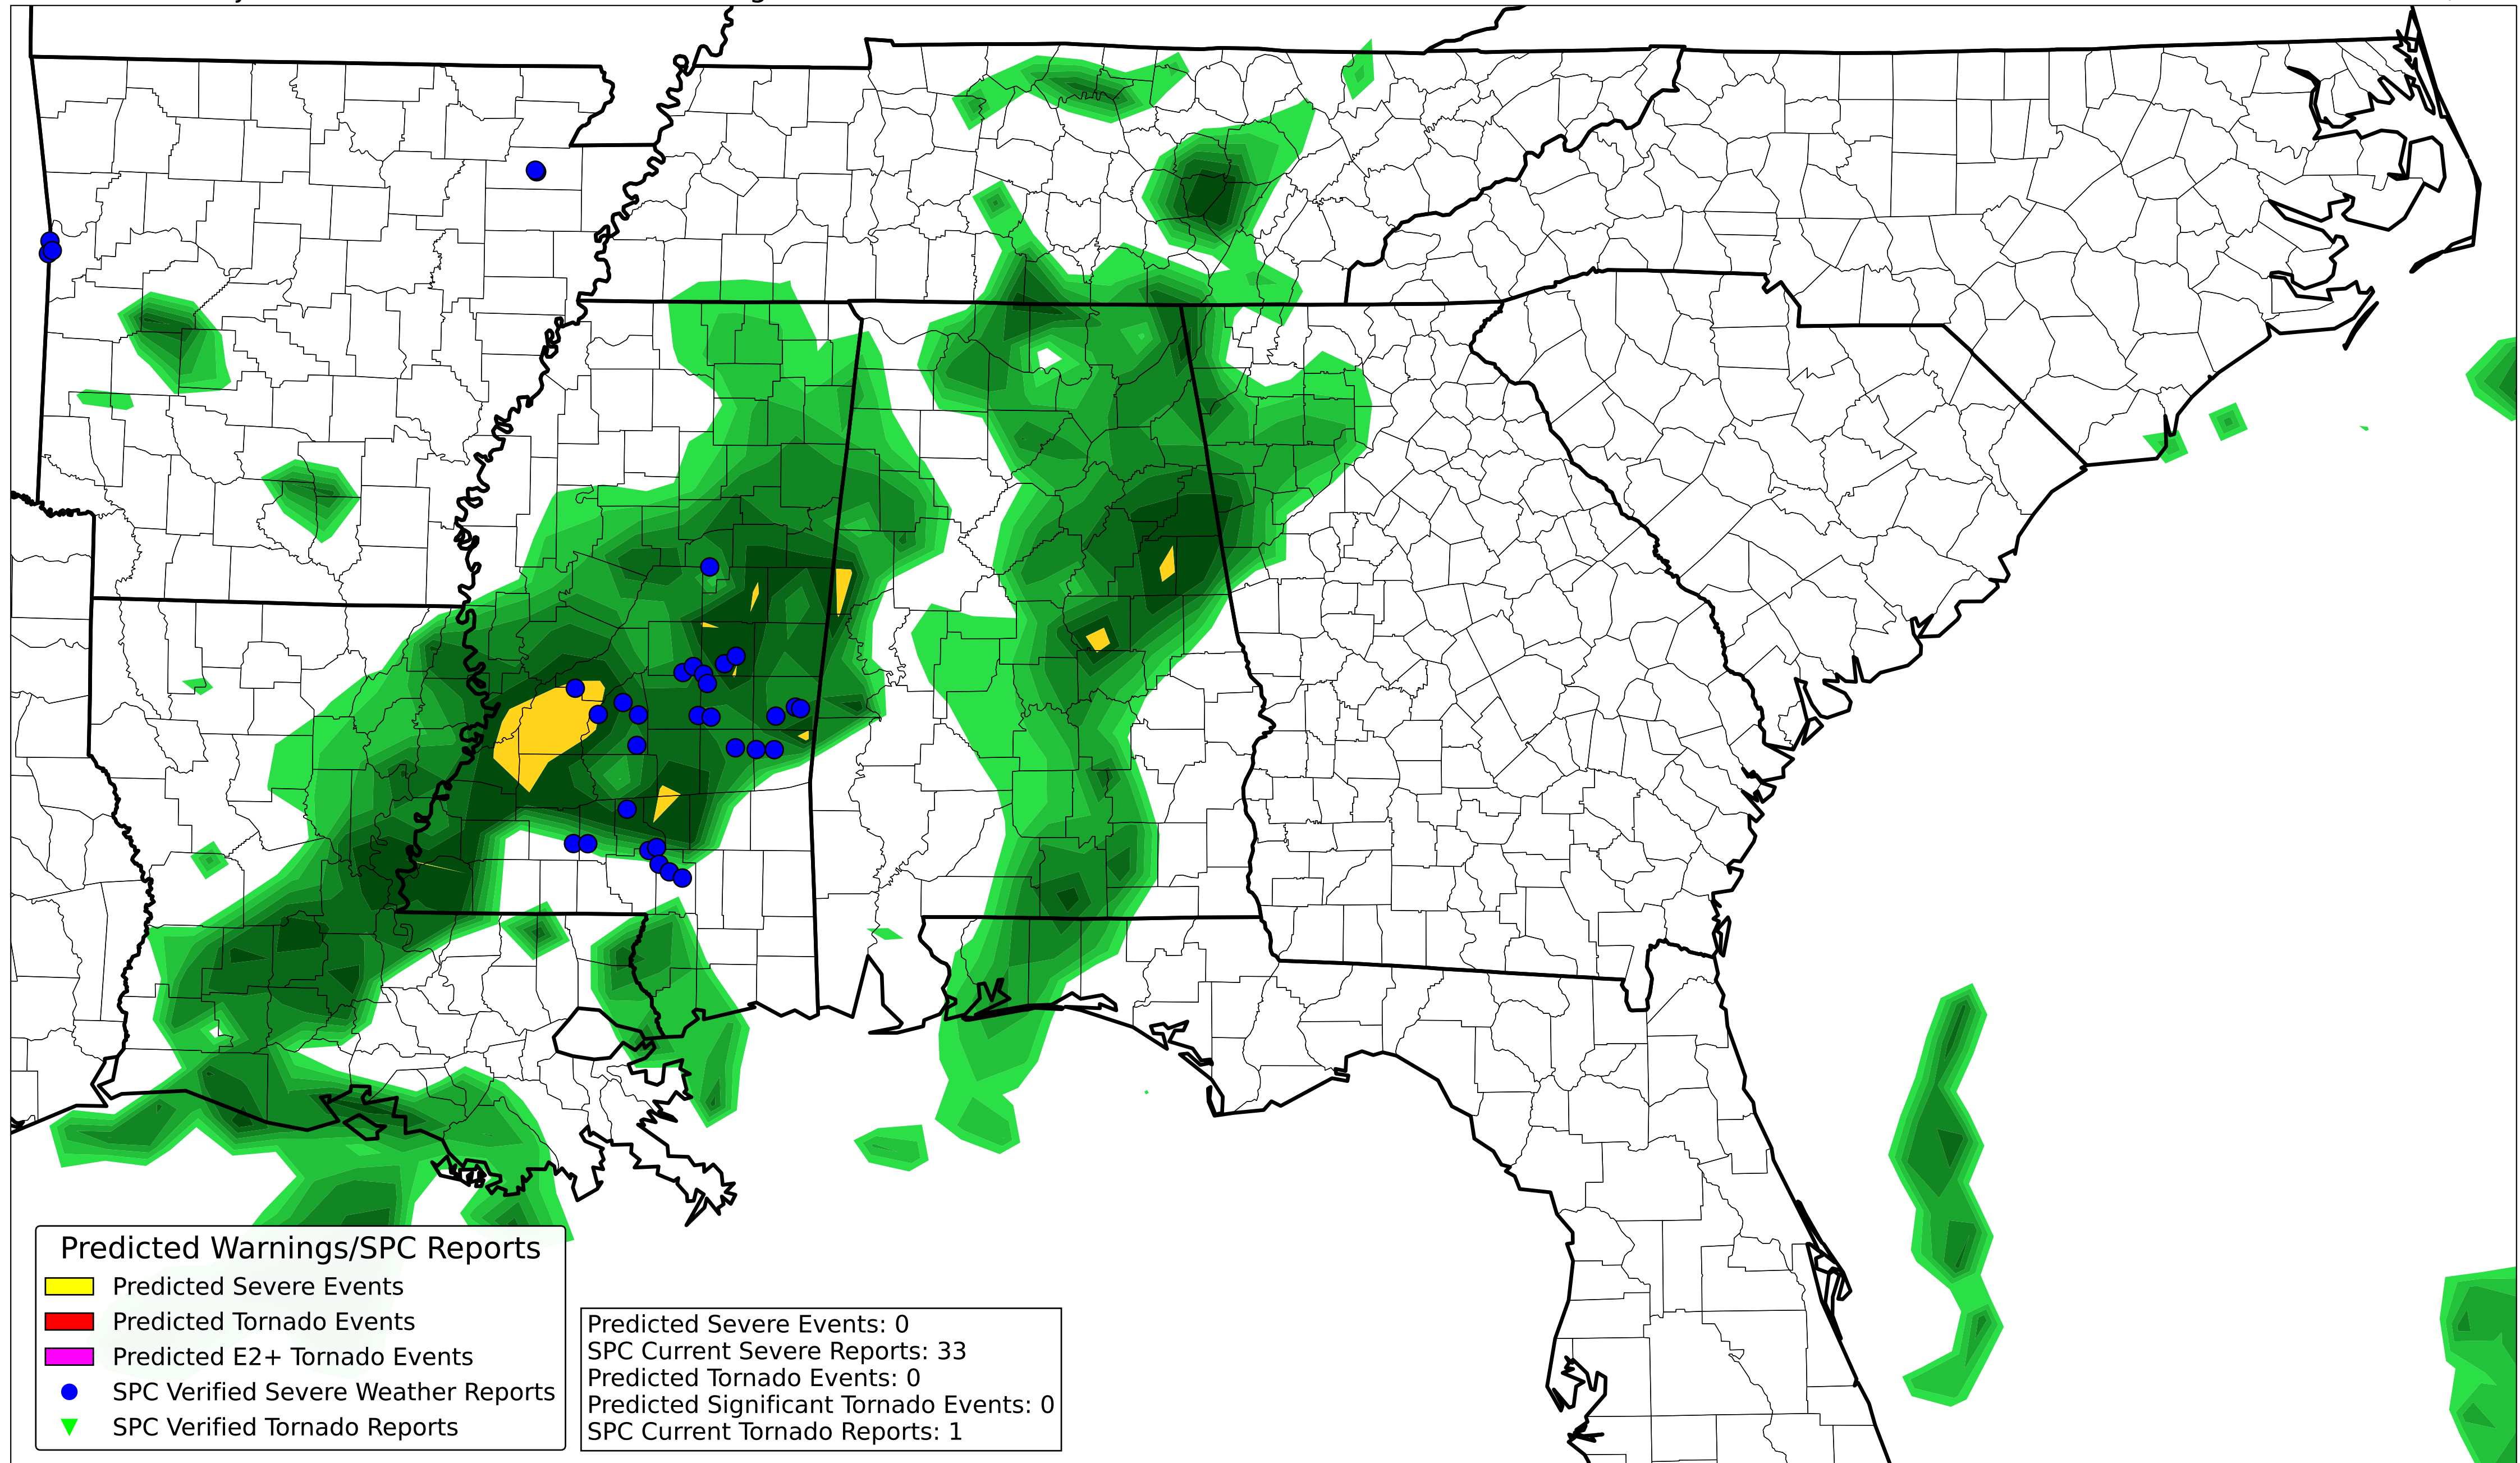 Predicted Warnings/SPC Reports
Predicted Severe Events
Predicted Tornado Events
Predicted E2+ Tornado Events
SPC Verified Severe Weather Reports
SPC Verified Tornado Reports
Predicted Severe Events: 0
SPC Current Severe Reports: 33
Predicted Tornado Events: 0
Predicted Significant Tornado Events: 0
SPC Current Tornado Reports: 1